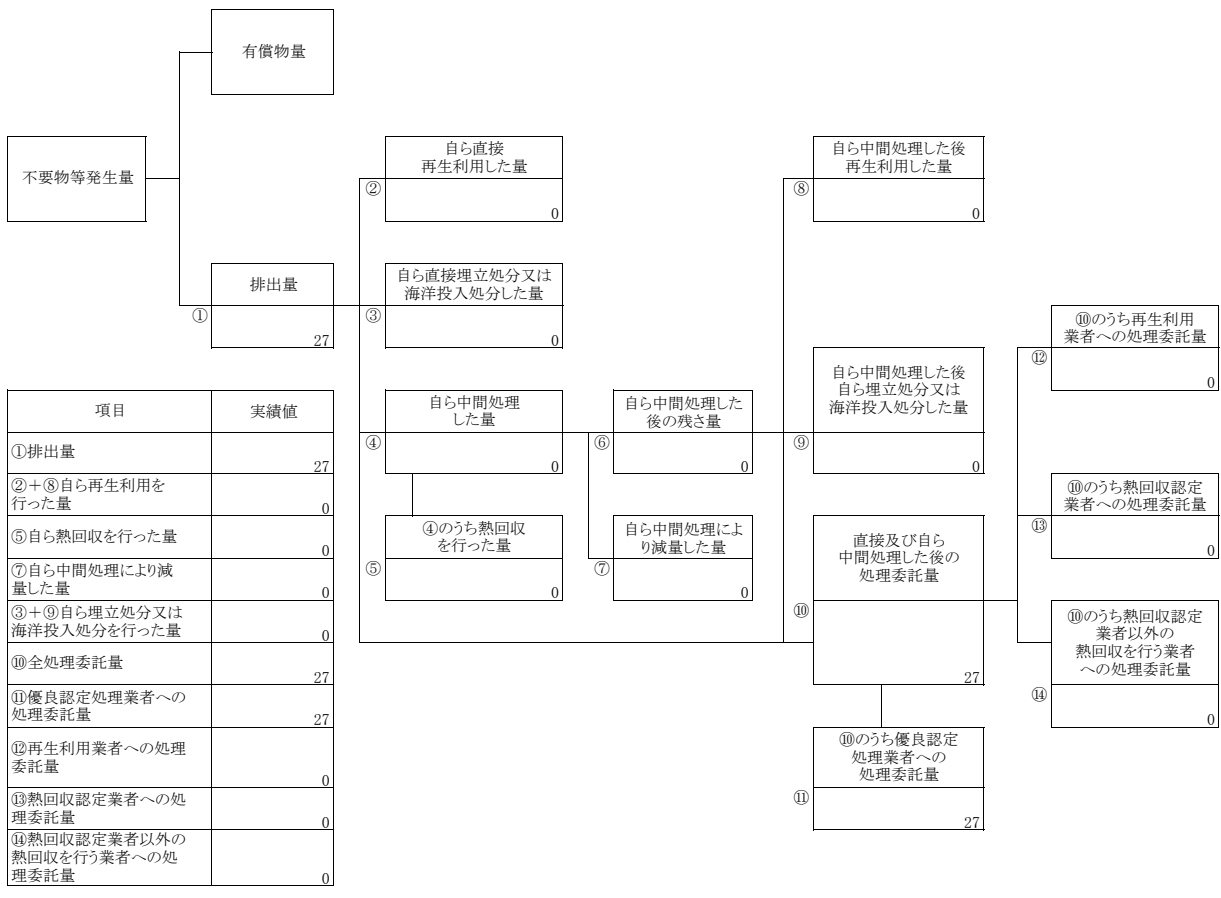 有償物量
不要物等発生量
排出量
①
27
自ら直接
再生利用した量
②
0
自ら直接埋立処分又は
海洋投入処分した量
③
0
自ら中間処理
した量
④
0
④のうち熱回収
を行った量
⑤
0
自ら中間処理した
後の残さ量
⑥
0
自ら中間処理によ
り減量した量
⑦
0
自ら中間処理した後
再生利用した量
⑧
0
自ら中間処理した後
自ら埋立処分又は
海洋投入処分した量
⑨
0
直接及び自ら
中間処理した後の
処理委託量
⑩
27
⑩のうち優良認定
処理業者への
処理委託量
⑪
27
⑩のうち再生利用
業者への処理委託量
⑫
0
⑩のうち熱回収認定
業者への処理委託量
⑬
0
⑩のうち熱回収認定
業者以外の
熱回収を行う業者
への処理委託量
⑭
0
項目 実績値
①排出量
27
②＋⑧自ら再生利用を
行った量
0
⑤自ら熱回収を行った量
0
⑦自ら中間処理により減
量した量
0
③＋⑨自ら埋立処分又は
海洋投入処分を行った量
0
⑩全処理委託量
27
⑪優良認定処理業者への
処理委託量
27
⑫再生利用業者への処理
委託量
0
⑬熱回収認定業者への処
理委託量
0
⑭熱回収認定業者以外の
熱回収を行う業者への処
理委託量
0